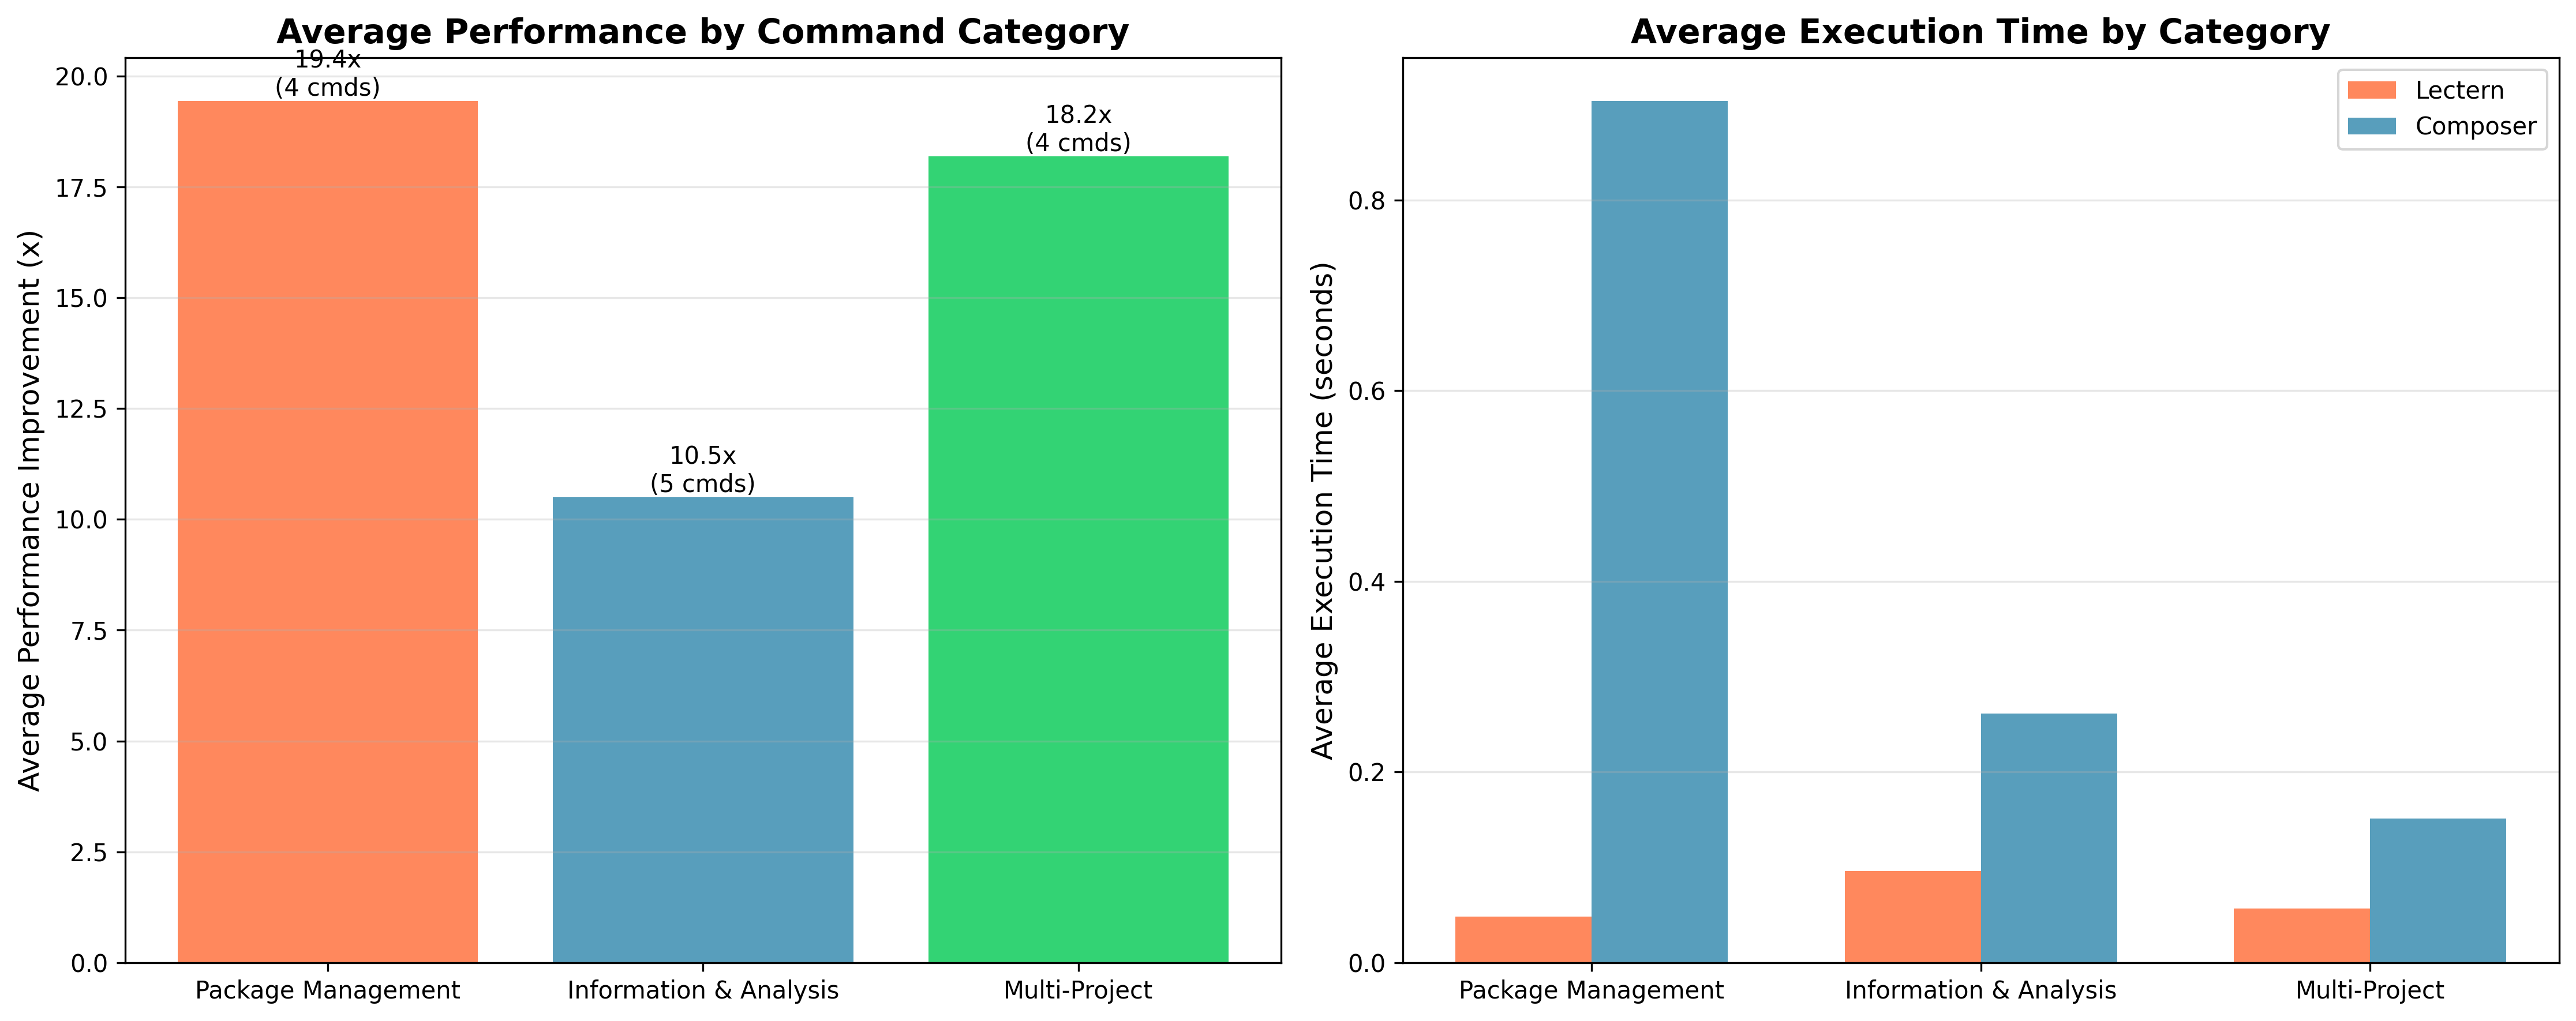 Average Performance by Command Category
Average Performance Improvement (x)
20.0
17.5
15.0
12.5
10.0
7.5
5.0
2.5
0.0
19.4x
(4 cmds)
10.5x
(5 cmds)
18.2x
(4 cmds)
Package Management
Information & Analysis
Multi-Project
Average Execution Time by Category
Average Execution Time (seconds)
0.8
0.6
0.4
0.2
0.0
Lectern
Composer
Package Management
Information & Analysis
Multi-Project